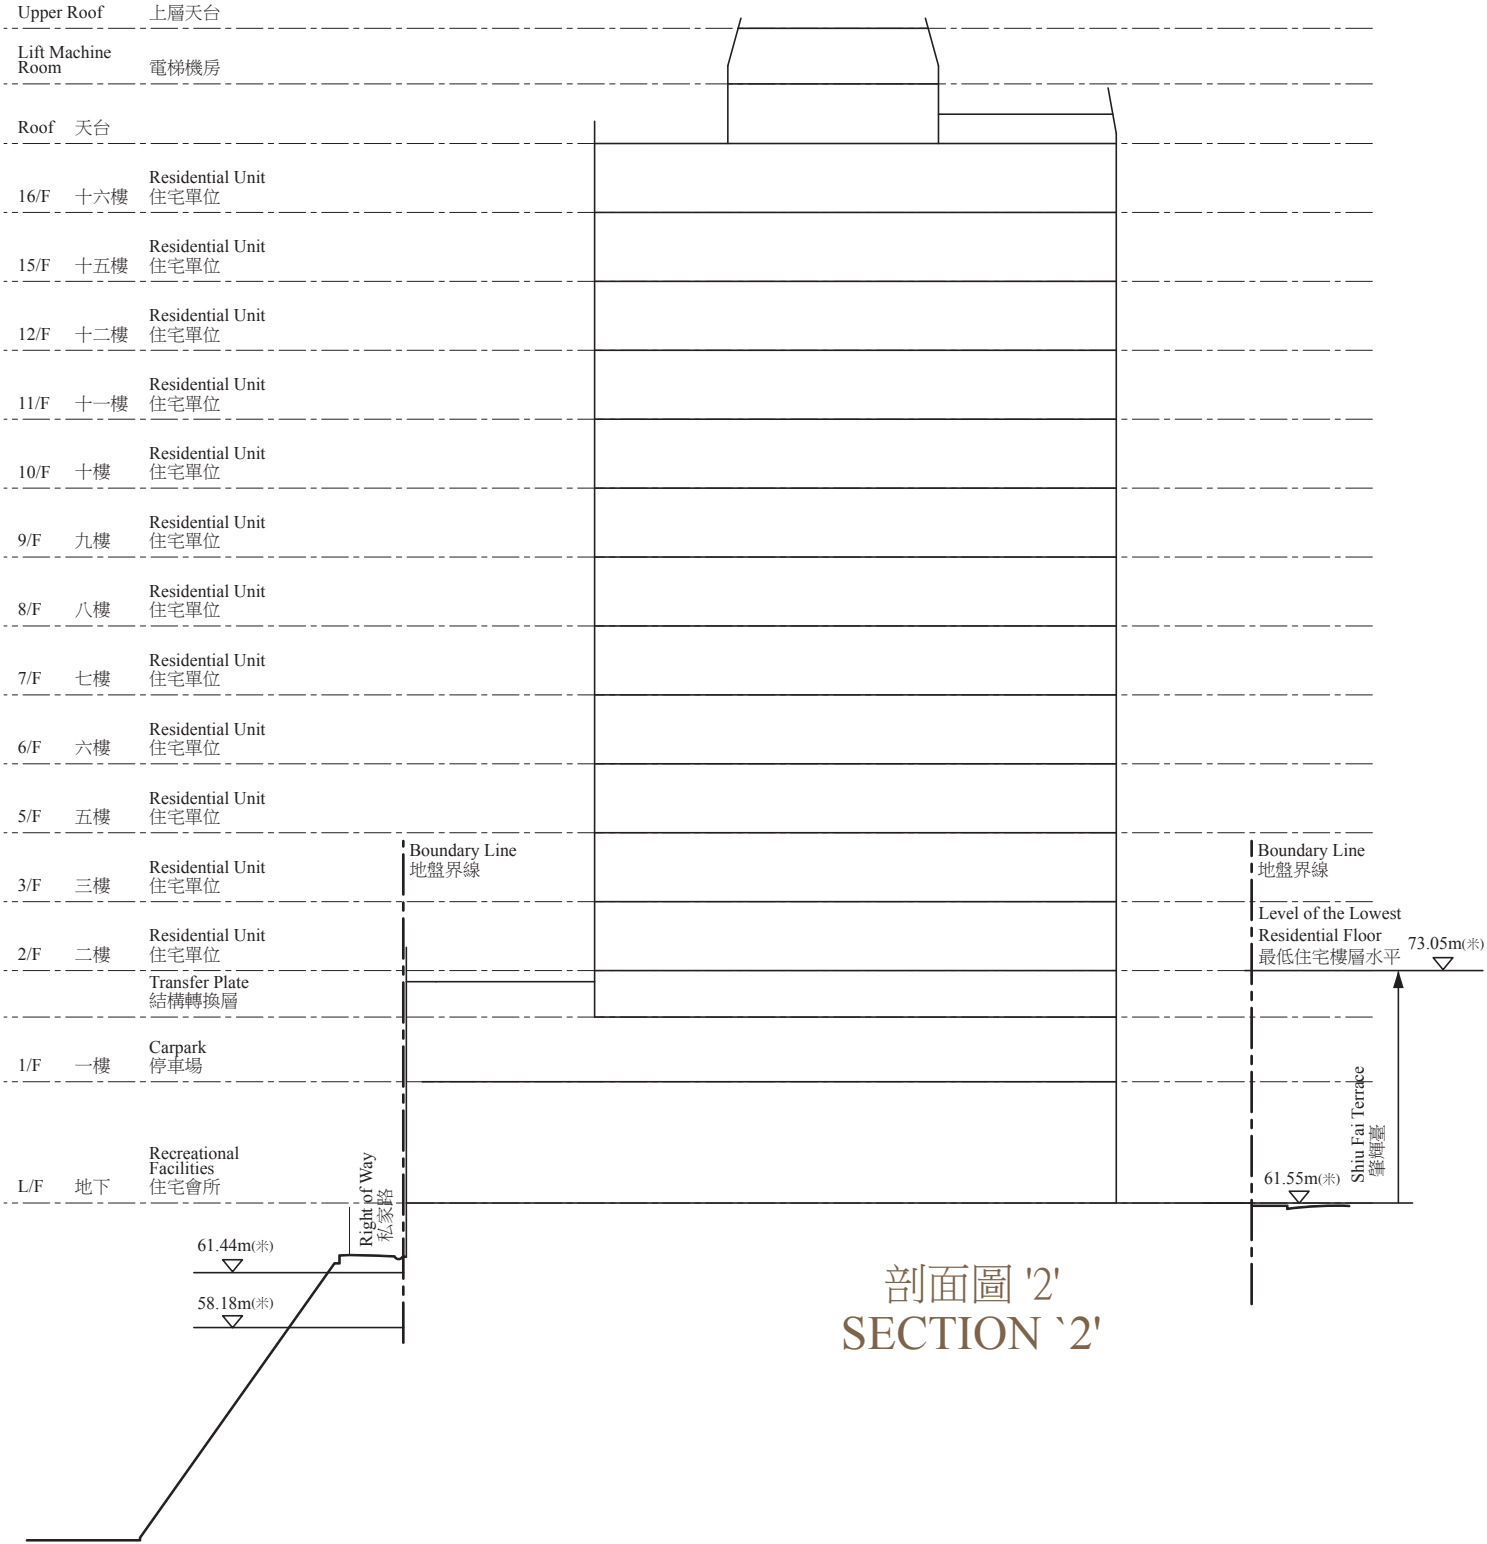 Upper Roof 上層天台
Lift Machine
Room 電梯機房
Roof 天台
Residential Unit
16/F 十六樓 住宅單位
Residential Unit
15/F 十五樓 住宅單位
Residential Unit
12/F 十二樓 住宅單位
Residential Unit
11/F 十一樓 住宅單位
Residential Unit
10/F 十樓 住宅單位
Residential Unit
9/F 九樓 住宅單位
Residential Unit
8/F 八樓 住宅單位
Residential Unit
7/F 七樓 住宅單位
Residential Unit
6/F 六樓 住宅單位
Residential Unit
5/F 五樓 住宅單位
Boundary Line
地盤界線
Boundary Line
地盤界線
Residential Unit
3/F 三樓 住宅單位
Level of the Lowest
Residential Floor
最低住宅樓層水平
73.05m(米)
Residential Unit
2/F 二樓 住宅單位
Transfer Plate
結構轉換層
Carpark
1/F 一樓 停車場
Shiu Fai Terrace
肇輝臺
Recreational
Facilities
L/F 地下 住宅會所
Right of Way
私家路
61.55m(米)
61.44m(米)
58.18m(米)
剖面圖 '2'
SECTION `2'